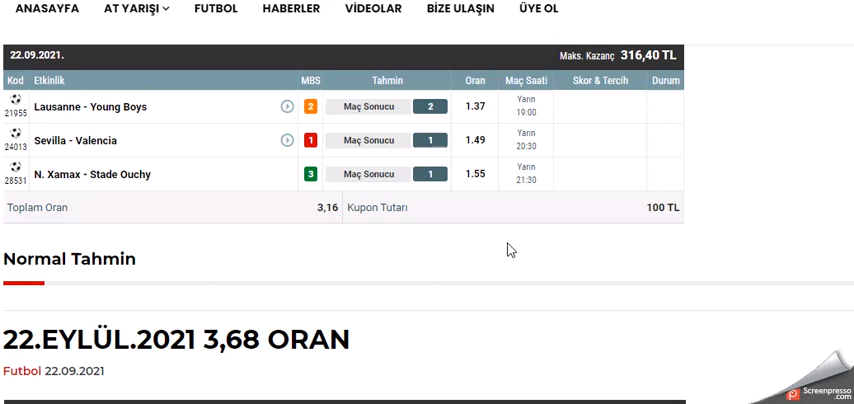 ANASAYFA AT YARIŞI FUTBOL HABERLER VİDEOLAR BİZE ULAŞIN ÜYE OL
22.09.2021. Maks. Kazanç 316,40 TL
Kod Etkinlik MBS Tahmin Oran Maç Saati Skor & Tercih Durum
21955 Lausanne - Young Boys 2 Maç Sonucu 2 1.37 Yarın 19:00
24013 Sevilla - Valencia 1 Maç Sonucu 1 1.49 Yarın 20:30
28531 N. Xamax - Stade Ouchy 3 Maç Sonucu 1 1.55 Yarın 21:30
Toplam Oran 3,16 Kupon Tutarı 100 TL
Normal Tahmin
22.EYLÜL.2021 3,68 ORAN
Futbol 22.09.2021
Screenpresso
.com